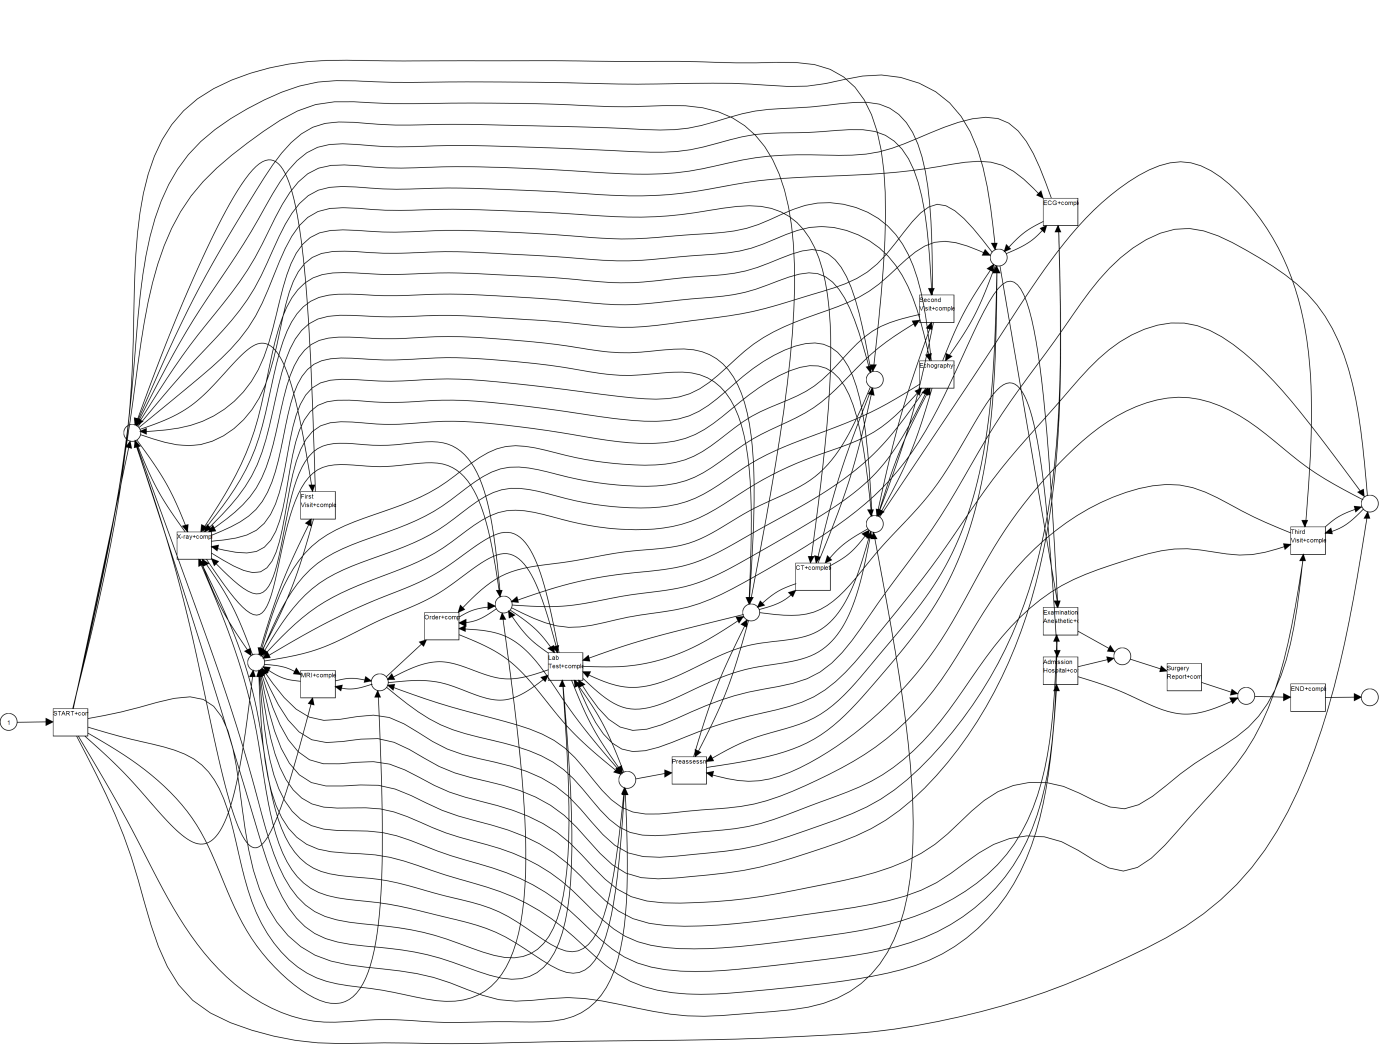 ECG+compl
Second
Visit+comple
Echography
First
Visit+comple
X-ray+comp
Third
Visit+comple
CT+complet
Order+comp
Examination
Anesthetic+c
Lab
Test+comple
Admission
Hospital+co
Surgery
Report+com
MRI+comple
END+compl
START+con
1
Preassessm